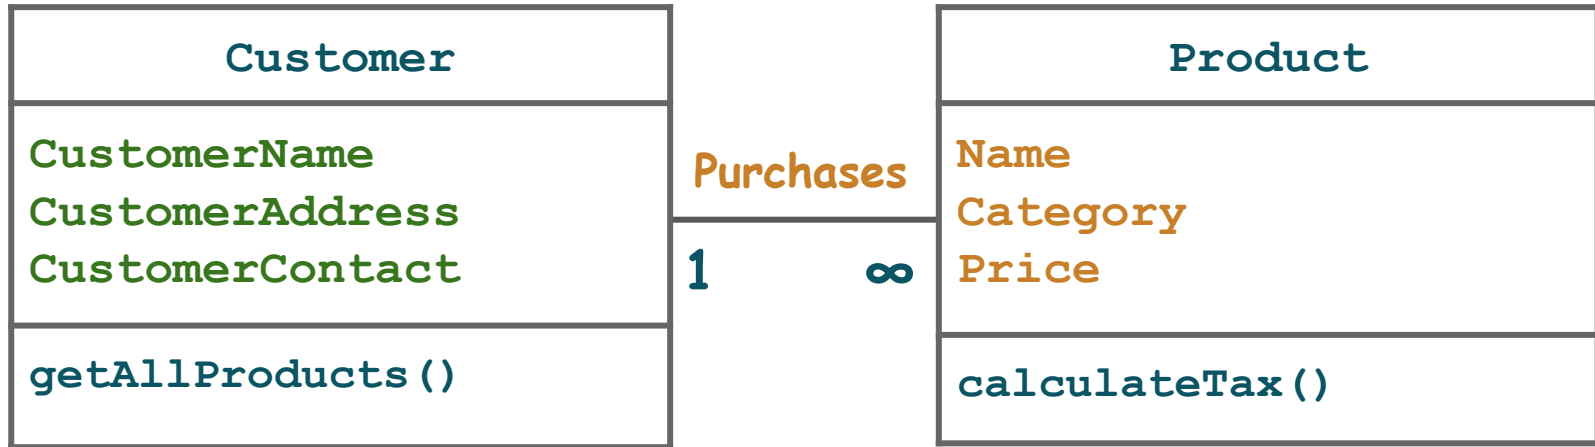 Customer
CustomerName
CustomerAddress
CustomerContact
getAllProducts()
Purchases
1 ∞
Product
Name
Category
Price
calculateTax()